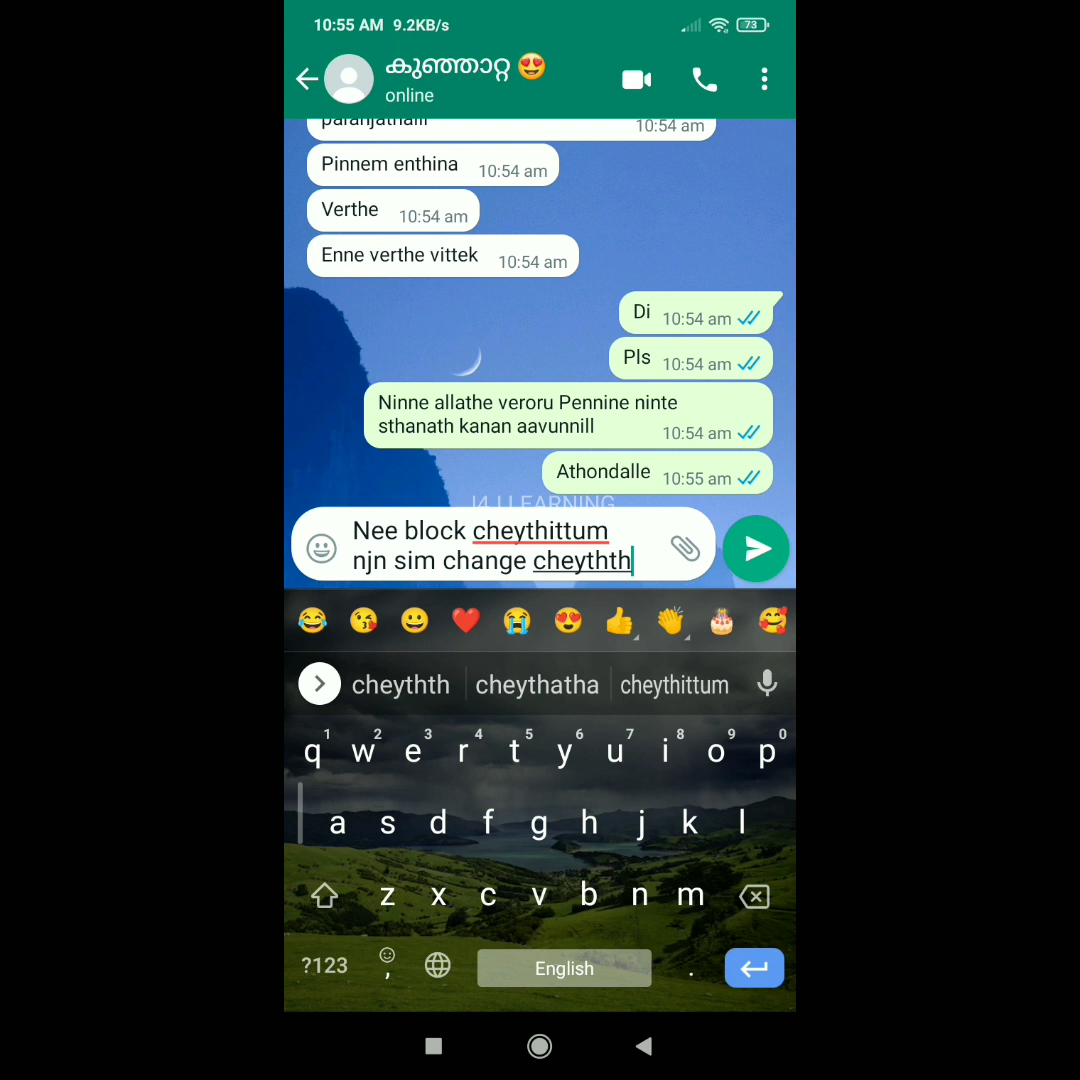 10:55 AM 9.2KB/s
73
കുഞ്ഞാറ്റ 😍
online
paranjathalll
10:54 am
Pinnem enthina 10:54 am
Verthe 10:54 am
Enne verthe vittek 10:54 am
Di 10:54 am
Pls 10:54 am
Ninne allathe veroru Pennine ninte
sthanath kanan aavunnill 10:54 am
Athondalle 10:55 am
I4 J LEARNING
Nee block cheythittum
njn sim change cheythth
😂 😘 😀 ❤️ 😭 😍 👍 👏 🎂 🥰
cheythth cheythatha cheythittum
1 2 3 4 5 6 7 8 9 0
q w e r t y u i o p
a s d f g h j k l
z x c v b n m
?123 , English .